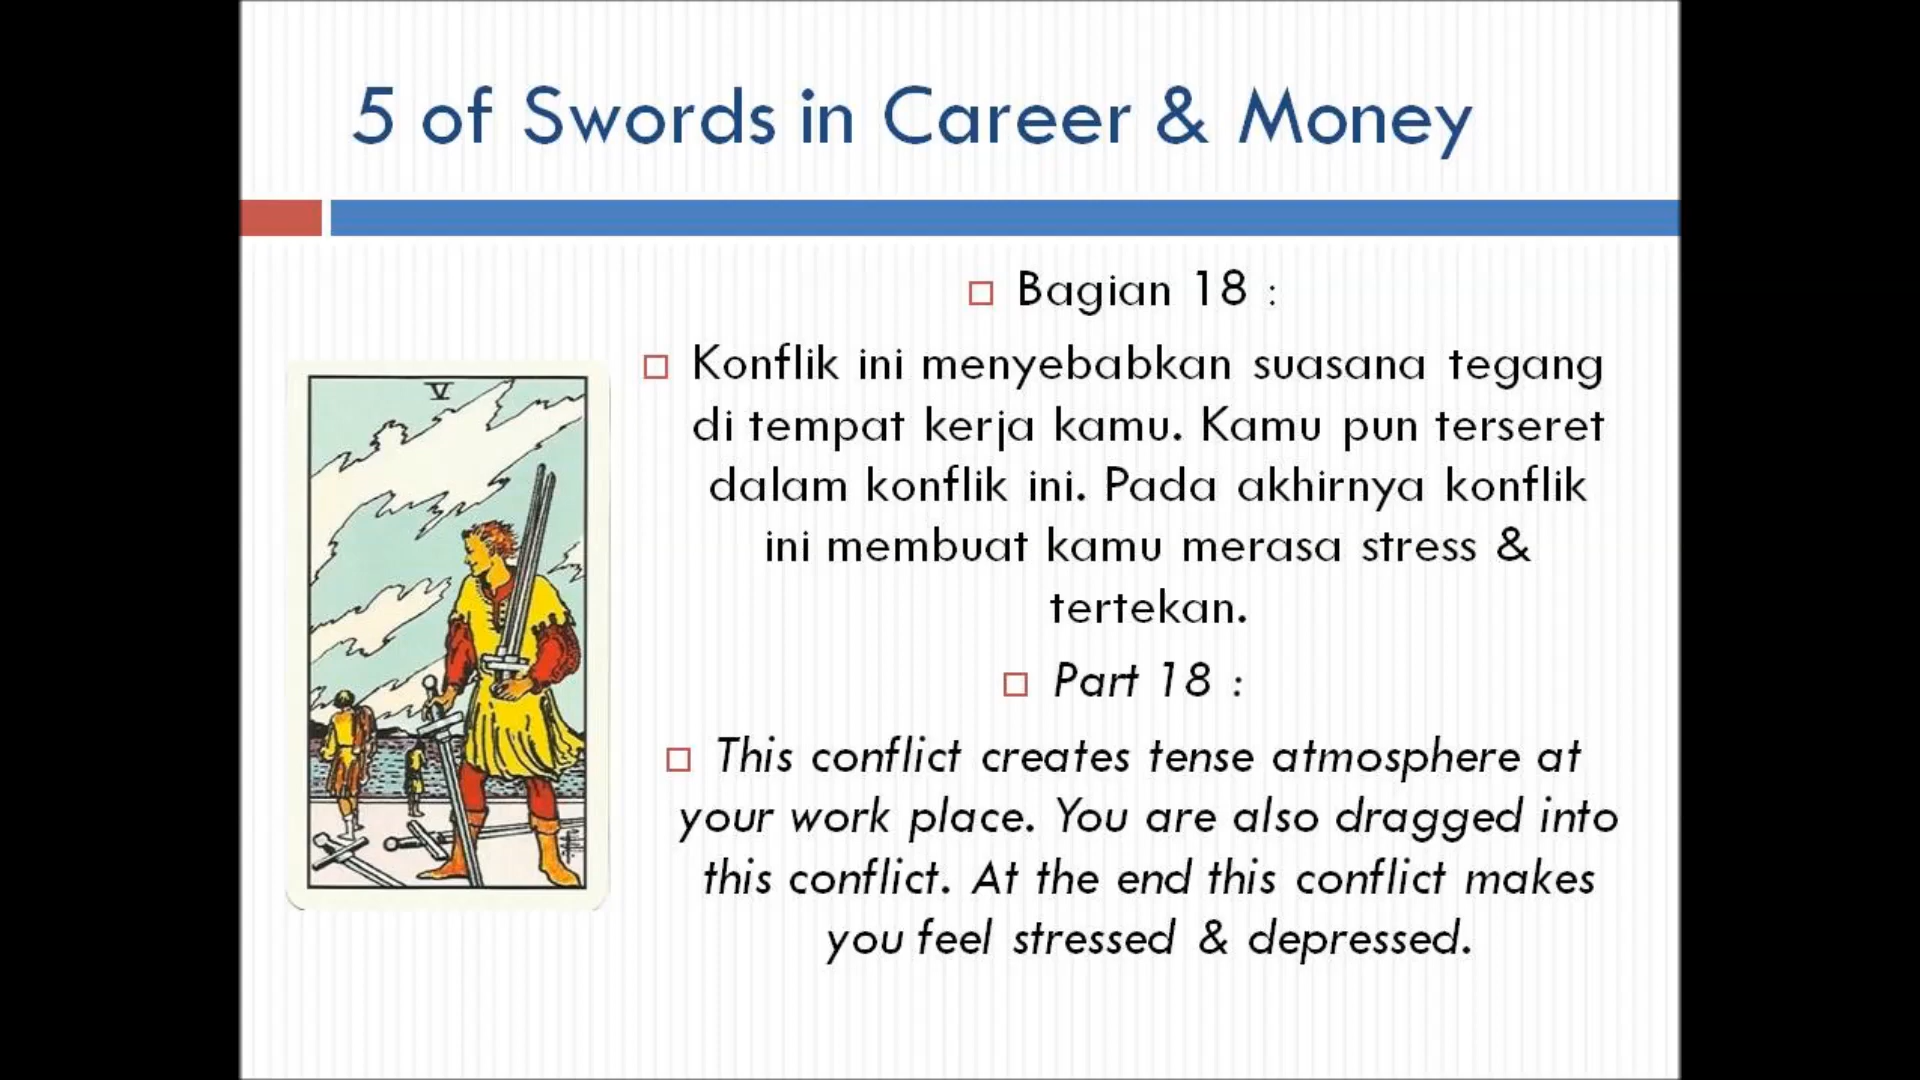 5 of Swords in Career & Money
Bagian 18 :
Konflik ini menyebabkan suasana tegang
di tempat kerja kamu. Kamu pun terseret
dalam konflik ini. Pada akhirnya konflik
ini membuat kamu merasa stress &
tertekan.
Part 18 :
This conflict creates tense atmosphere at
your work place. You are also dragged into
this conflict. At the end this conflict makes
you feel stressed & depressed.
V